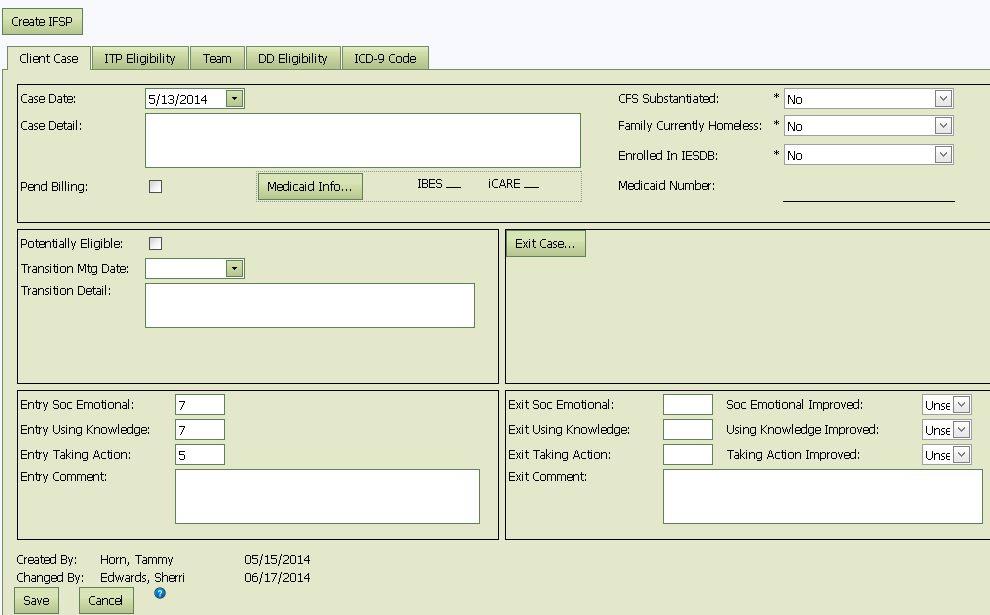 Create IFSP
Client Case ITP Eligibility Team DD Eligibility ICD-9 Code
Case Date: 5/13/2014 CFS Substantiated: * No
Case Detail: Family Currently Homeless: * No
Enrolled In IESDB: * No
Pend Billing: Medicaid Info... IBES __ iCARE __ Medicaid Number:
Potentially Eligible: Exit Case...
Transition Mtg Date:
Transition Detail:
Entry Soc Emotional: 7 Exit Soc Emotional: Soc Emotional Improved: Unse
Entry Using Knowledge: 7 Exit Using Knowledge: Using Knowledge Improved: Unse
Entry Taking Action: 5 Exit Taking Action: Taking Action Improved: Unse
Entry Comment: Exit Comment:
Created By: Horn, Tammy 05/15/2014
Changed By: Edwards, Sherri 06/17/2014
Save Cancel ?